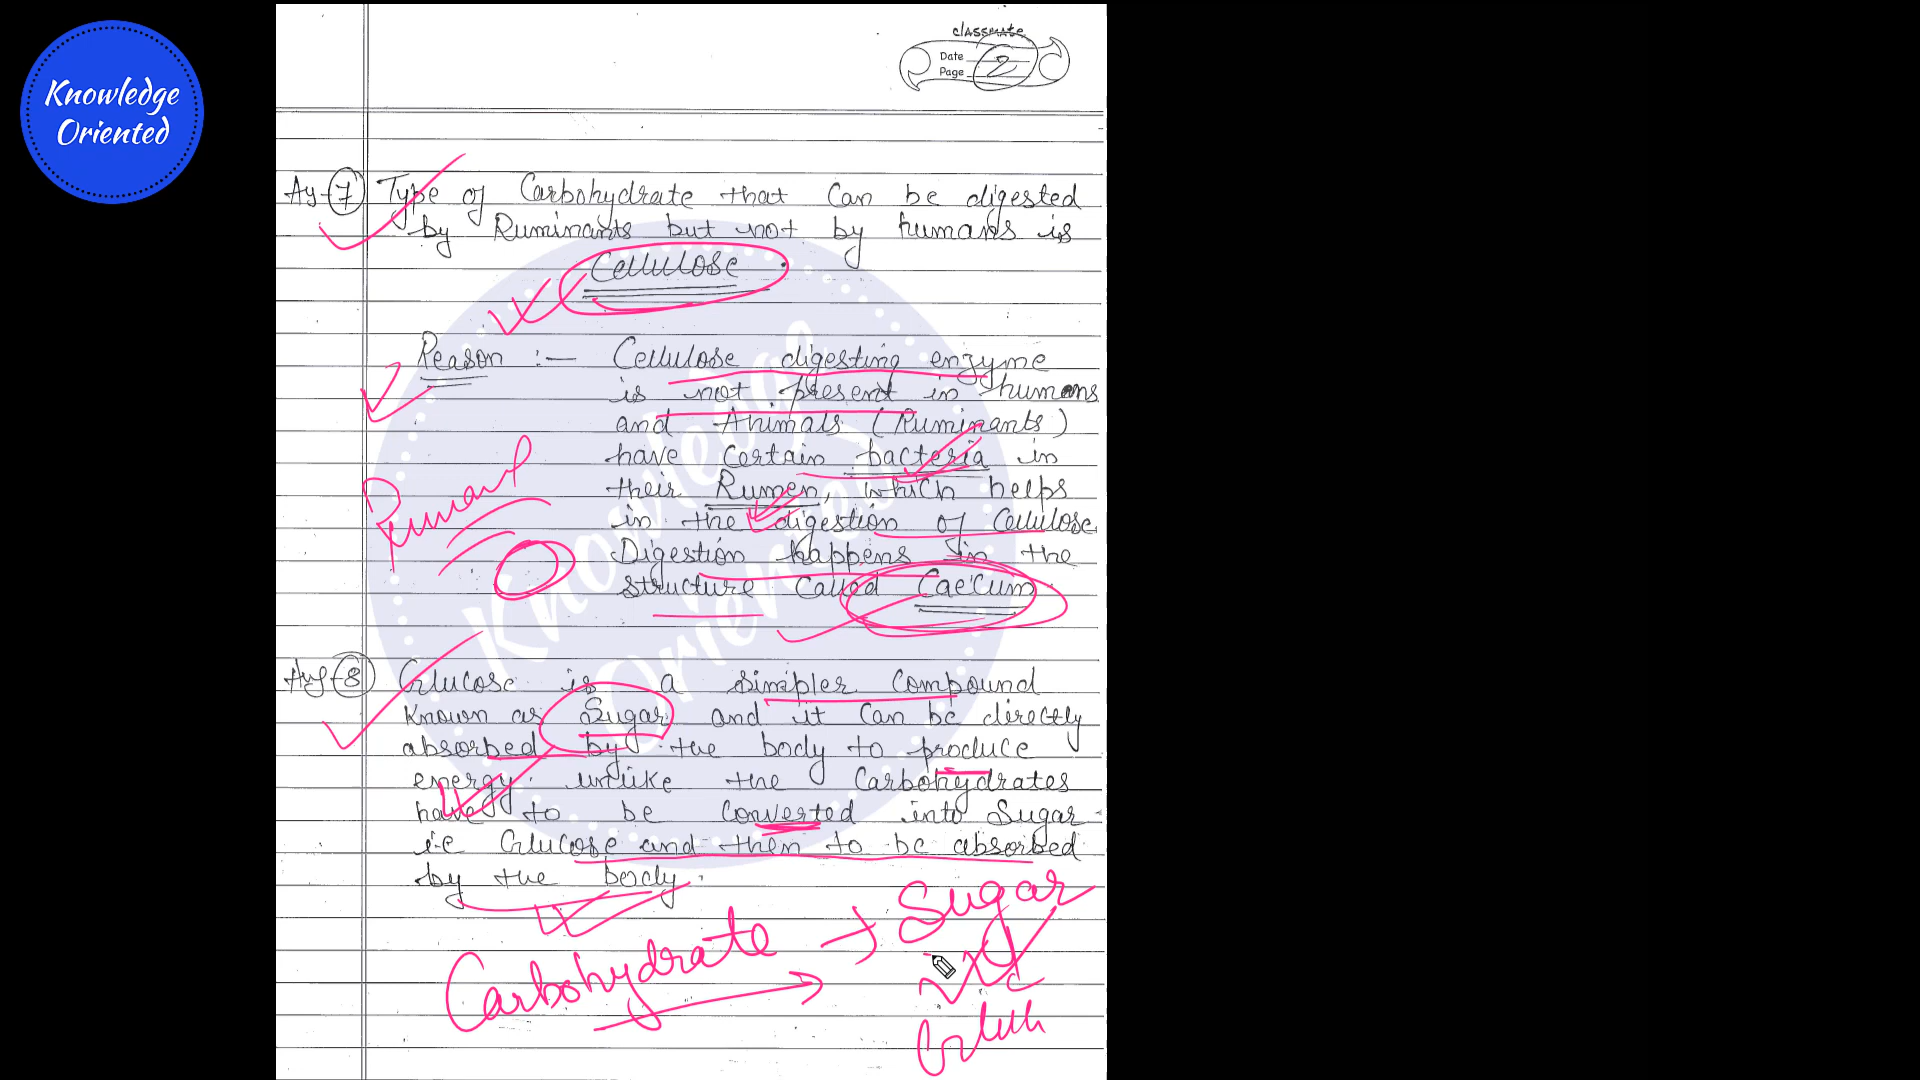 Knowledge
Oriented
classmate
Date
Page 2
Ay-7 Type of Carbohydrate that can be digested
by Ruminants but not by humans is
Cellulose.
Reason :- Cellulose digesting enzyme
is not present in humans
and Animals (Ruminants)
have certain bacteria in
their Rumen, which helps
in the digestion of Cellulose
Digestion happens in the
structure called Caecum
Ruminant
Ans-8 Glucose is a simpler compound
known as Sugar and it can be directly
absorbed by the body to produce
energy unlike the Carbohydrates
have to be converted into Sugar
i.e Glucose and then to be absorbed
by the body.
Carbohydrate → Sugar
Knowledge
Oriented